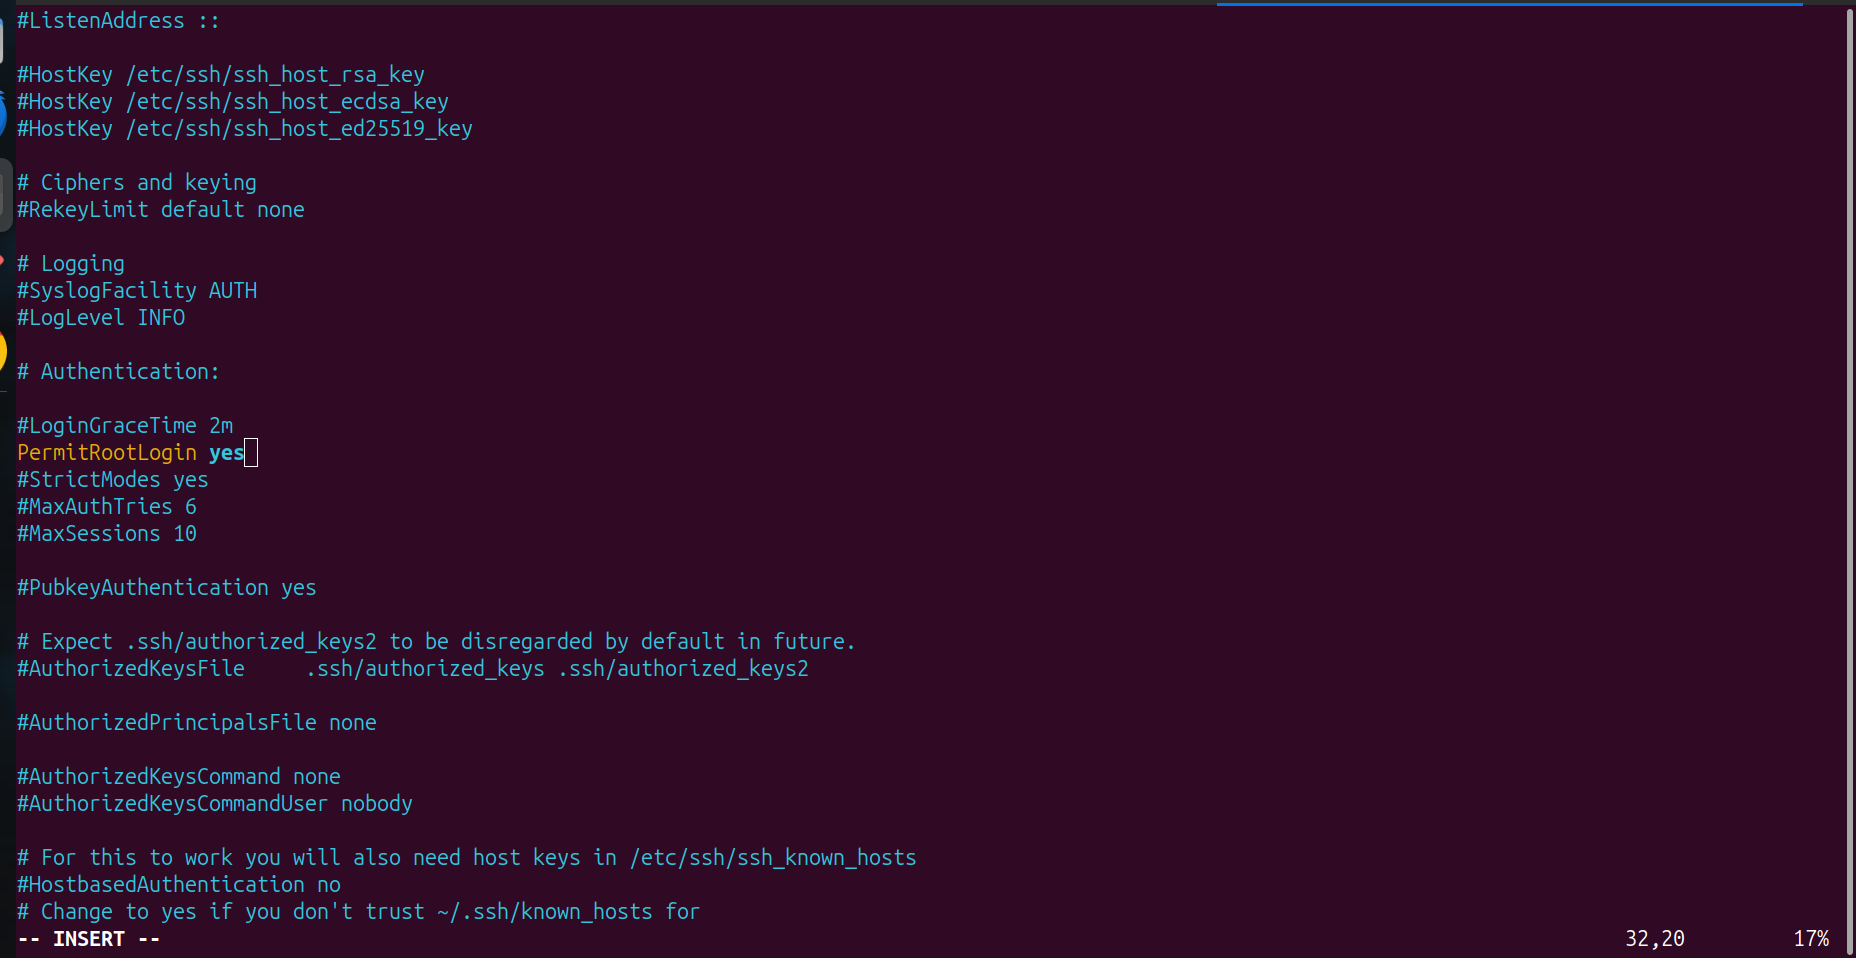 #ListenAddress ::
#HostKey /etc/ssh/ssh_host_rsa_key
#HostKey /etc/ssh/ssh_host_ecdsa_key
#HostKey /etc/ssh/ssh_host_ed25519_key
# Ciphers and keying
#RekeyLimit default none
# Logging
#SyslogFacility AUTH
#LogLevel INFO
# Authentication:
#LoginGraceTime 2m
PermitRootLogin yes
#StrictModes yes
#MaxAuthTries 6
#MaxSessions 10
#PubkeyAuthentication yes
# Expect .ssh/authorized_keys2 to be disregarded by default in future.
#AuthorizedKeysFile     .ssh/authorized_keys .ssh/authorized_keys2
#AuthorizedPrincipalsFile none
#AuthorizedKeysCommand none
#AuthorizedKeysCommandUser nobody
# For this to work you will also need host keys in /etc/ssh/ssh_known_hosts
#HostbasedAuthentication no
# Change to yes if you don't trust ~/.ssh/known_hosts for
-- INSERT -- 32,20 17%